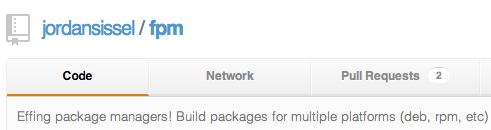 jordansissel / fpm
Code Network Pull Requests 2
Effing package managers! Build packages for multiple platforms (deb, rpm, etc)